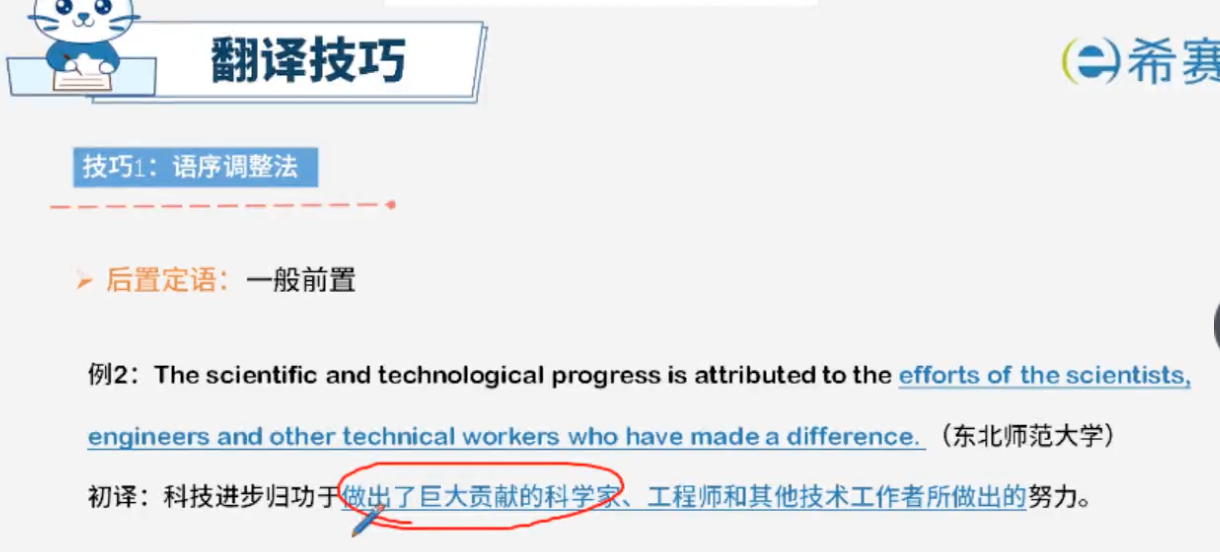 翻译技巧
希赛
技巧1：语序调整法
后置定语：一般前置
例2：The scientific and technological progress is attributed to the efforts of the scientists,
engineers and other technical workers who have made a difference.（东北师范大学）
初译：科技进步归功于做出了巨大贡献的科学家、工程师和其他技术工作者所做出的努力。